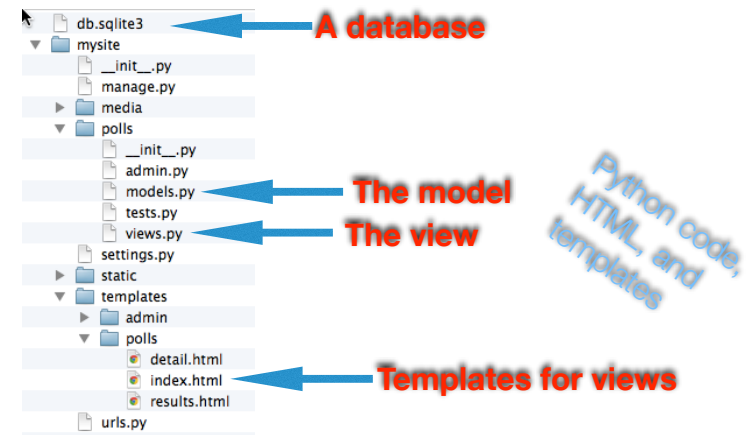 db.sqlite3
A database
mysite
__init__.py
manage.py
media
polls
__init__.py
admin.py
models.py
The model
tests.py
views.py
The view
settings.py
static
templates
admin
polls
detail.html
index.html
Templates for views
results.html
urls.py
Python code,
HTML, and
templates